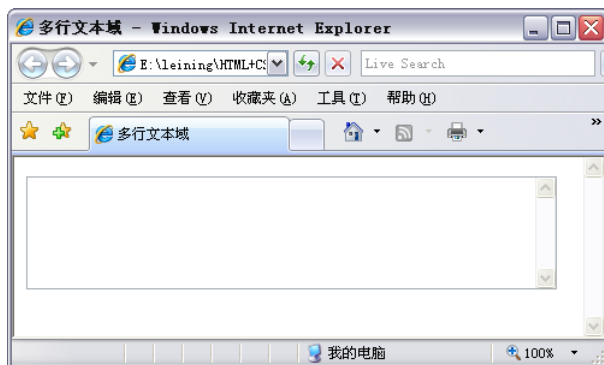 多行文本域 - Windows Internet Explorer
E:\leining\HTML+C Live Search
文件(F) 编辑(E) 查看(V) 收藏夹(A) 工具(T) 帮助(H)
多行文本域 »
我的电脑 100%